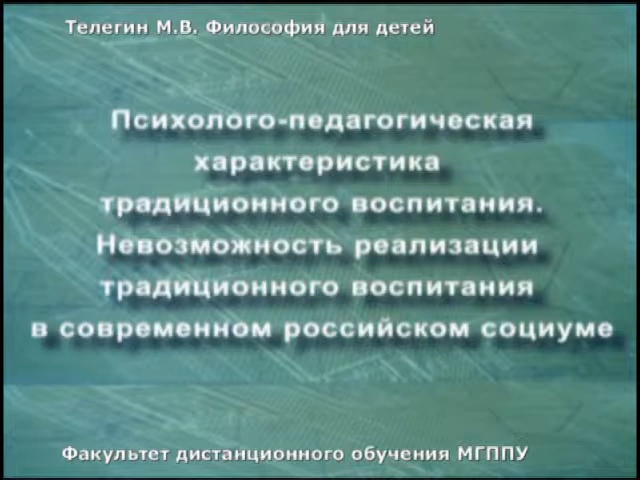 Телегин М.В. Философия для детей
Психолого-педагогическая
характеристика
традиционного воспитания.
Невозможность реализации
традиционного воспитания
в современном российском социуме
Факультет дистанционного обучения МГППУ